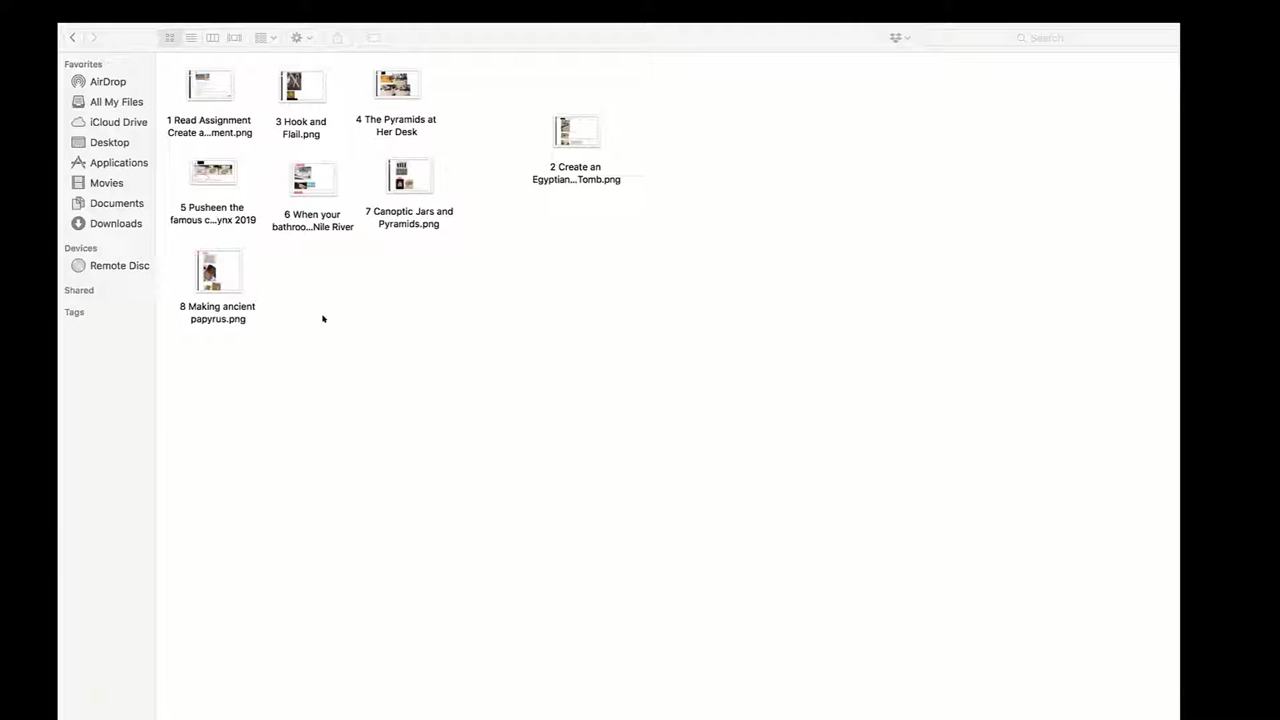 Search
Favorites
AirDrop
All My Files
iCloud Drive
Desktop
Applications
Movies
Documents
Downloads
Devices
Remote Disc
Shared
Tags
1 Read Assignment
Create a...ment.png
3 Hook and
Flail.png
4 The Pyramids at
Her Desk
2 Create an
Egyptian...Tomb.png
5 Pusheen the
famous c...ynx 2019
6 When your
bathroo...Nile River
7 Canoptic Jars and
Pyramids.png
8 Making ancient
papyrus.png